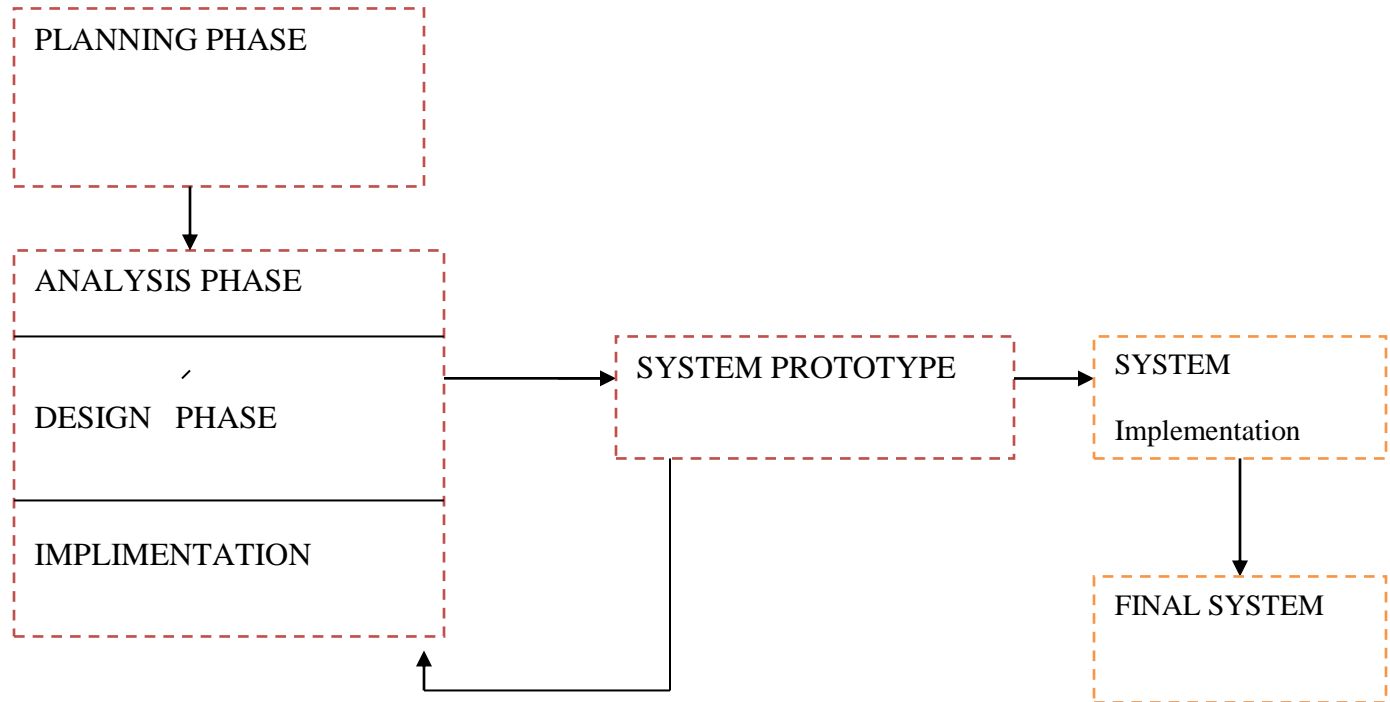 PLANNING PHASE
ANALYSIS PHASE
DESIGN PHASE
IMPLIMENTATION
SYSTEM PROTOTYPE
SYSTEM
Implementation
FINAL SYSTEM